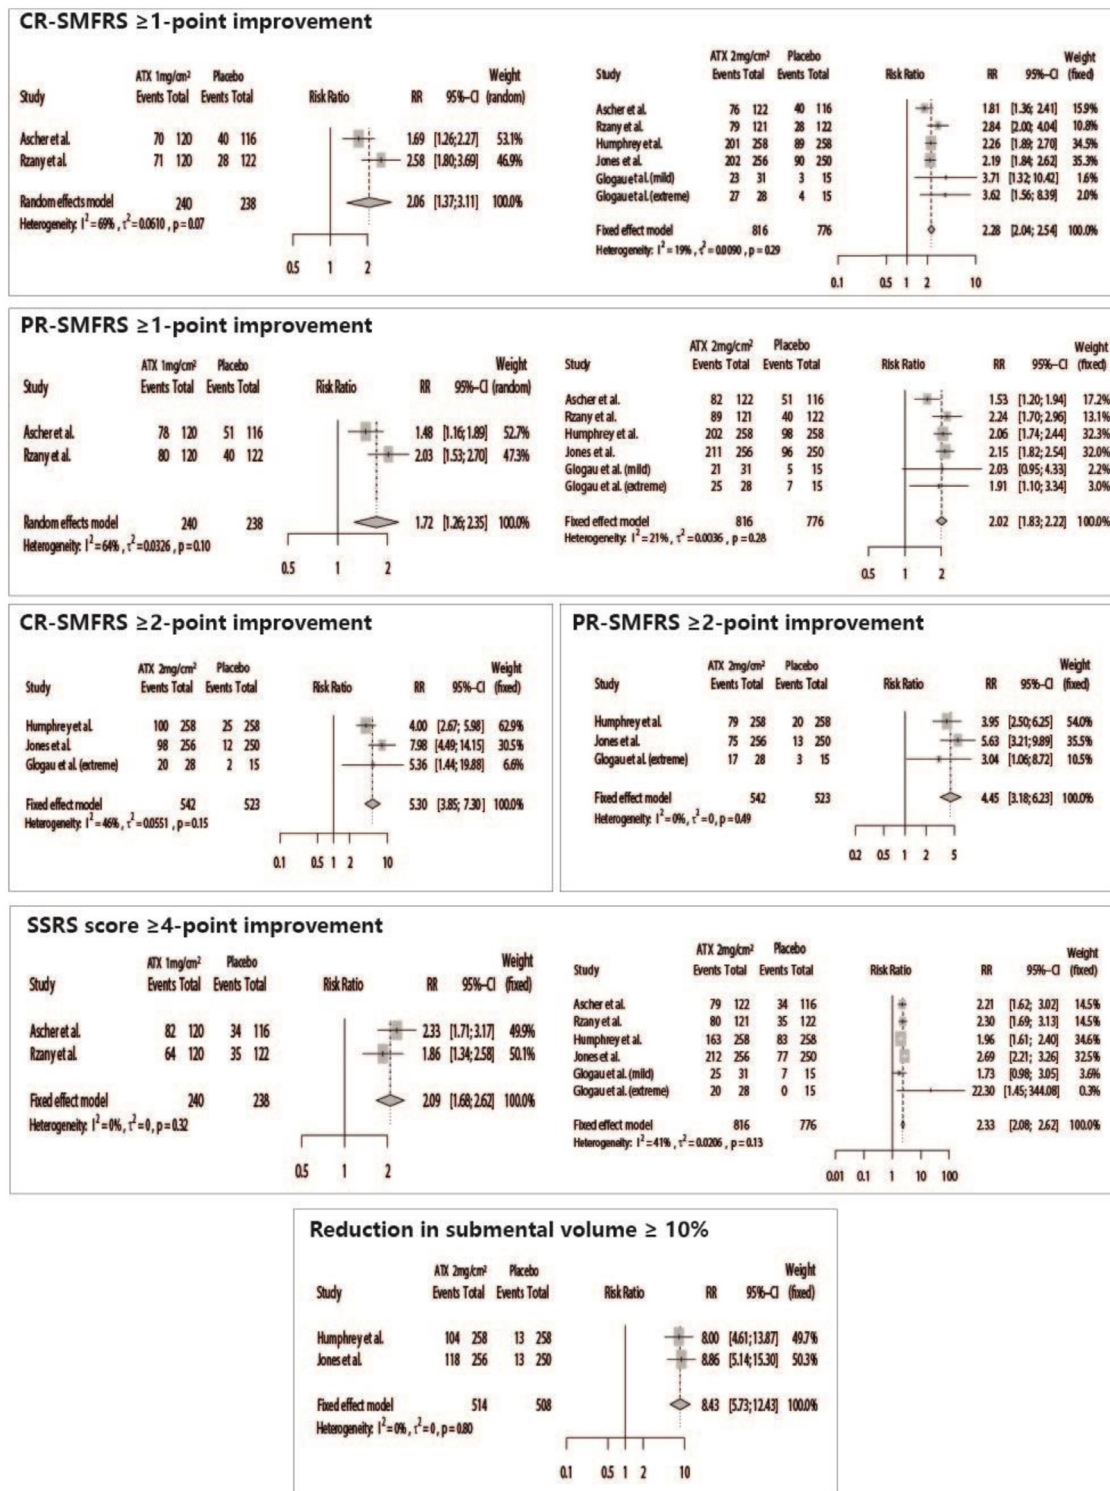 CR-SMFRS ≥1-point improvement
ATX 1mg/cm² Placebo Weight
Study Events Total Events Total Risk Ratio RR 95%-CI (random)
Ascher et al. 70 120 40 116 1.69 [1.26;2.27] 53.1%
Rzany et al. 71 120 28 122 2.58 [1.80;3.69] 46.9%
Random effects model 240 238 2.06 [1.37;3.11] 100.0%
Heterogeneity: I² = 69%, τ² = 0.0610, p = 0.07
0.5 1 2
ATX 2mg/cm² Placebo Weight
Study Events Total Events Total Risk Ratio RR 95%-CI (fixed)
Ascher et al. 76 122 40 116 1.81 [1.36; 2.41] 15.9%
Rzany et al. 79 121 28 122 2.84 [2.00; 4.04] 10.8%
Humphrey et al. 201 258 89 258 2.26 [1.89; 2.70] 34.5%
Jones et al. 202 256 90 250 2.19 [1.84; 2.62] 35.3%
Glogau et al. (mild) 23 31 3 15 3.71 [1.32; 10.42] 1.6%
Glogau et al. (extreme) 27 28 4 15 3.62 [1.56; 8.39] 2.0%
Fixed effect model 816 776 2.28 [2.04; 2.54] 100.0%
Heterogeneity: I² = 19%, τ² = 0.0090, p = 0.29
0.1 0.5 1 2 10
PR-SMFRS ≥1-point improvement
ATX 1mg/cm² Placebo Weight
Study Events Total Events Total Risk Ratio RR 95%-CI (random)
Ascher et al. 78 120 51 116 1.48 [1.16; 1.89] 52.7%
Rzany et al. 80 120 40 122 2.03 [1.53; 2.70] 47.3%
Random effects model 240 238 1.72 [1.26; 2.35] 100.0%
Heterogeneity: I² = 64%, τ² = 0.0326, p = 0.10
0.5 1 2
ATX 2mg/cm² Placebo Weight
Study Events Total Events Total Risk Ratio RR 95%-CI (fixed)
Ascher et al. 82 122 51 116 1.53 [1.20; 1.94] 17.2%
Rzany et al. 89 121 40 122 2.24 [1.70; 2.96] 13.1%
Humphrey et al. 202 258 98 258 2.06 [1.74; 2.44] 32.3%
Jones et al. 211 256 96 250 2.15 [1.82; 2.54] 32.0%
Glogau et al. (mild) 21 31 5 15 2.03 [0.95; 4.33] 2.2%
Glogau et al. (extreme) 25 28 7 15 1.91 [1.10; 3.34] 3.0%
Fixed effect model 816 776 2.02 [1.83; 2.22] 100.0%
Heterogeneity: I² = 21%, τ² = 0.0036, p = 0.28
0.5 1 2
CR-SMFRS ≥2-point improvement
ATX 2mg/cm² Placebo Weight
Study Events Total Events Total Risk Ratio RR 95%-CI (fixed)
Humphrey et al. 100 258 25 258 4.00 [2.67; 5.98] 62.9%
Jones et al. 98 256 12 250 7.98 [4.49; 14.15] 30.5%
Glogau et al. (extreme) 20 28 2 15 5.36 [1.44; 19.88] 6.6%
Fixed effect model 542 523 5.30 [3.85; 7.30] 100.0%
Heterogeneity: I² = 46%, τ² = 0.0551, p = 0.15
0.1 0.5 1 2 10
PR-SMFRS ≥2-point improvement
ATX 2mg/cm² Placebo Weight
Study Events Total Events Total Risk Ratio RR 95%-CI (fixed)
Humphrey et al. 79 258 20 258 3.95 [2.50; 6.25] 54.0%
Jones et al. 75 256 13 250 5.63 [3.21; 9.89] 35.5%
Glogau et al. (extreme) 17 28 3 15 3.04 [1.06; 8.72] 10.5%
Fixed effect model 542 523 4.45 [3.18; 6.23] 100.0%
Heterogeneity: I² = 0%, τ² = 0, p = 0.49
0.2 0.5 1 2 5
SSRS score ≥4-point improvement
ATX 1mg/cm² Placebo Weight
Study Events Total Events Total Risk Ratio RR 95%-CI (fixed)
Ascher et al. 82 120 34 116 2.33 [1.71; 3.17] 49.9%
Rzany et al. 64 120 35 122 1.86 [1.34; 2.58] 50.1%
Fixed effect model 240 238 2.09 [1.68; 2.62] 100.0%
Heterogeneity: I² = 0%, τ² = 0, p = 0.32
0.5 1 2
ATX 2mg/cm² Placebo Weight
Study Events Total Events Total Risk Ratio RR 95%-CI (fixed)
Ascher et al. 79 122 34 116 2.21 [1.62; 3.02] 14.5%
Rzany et al. 80 121 35 122 2.30 [1.69; 3.13] 14.5%
Humphrey et al. 163 258 83 258 1.96 [1.61; 2.40] 34.6%
Jones et al. 212 256 77 250 2.69 [2.21; 3.26] 32.5%
Glogau et al. (mild) 25 31 7 15 1.73 [0.98; 3.05] 3.6%
Glogau et al. (extreme) 20 28 0 15 22.30 [1.45; 344.08] 0.3%
Fixed effect model 816 776 2.33 [2.08; 2.62] 100.0%
Heterogeneity: I² = 41%, τ² = 0.0206, p = 0.13
0.01 0.1 1 10 100
Reduction in submental volume ≥ 10%
ATX 2mg/cm² Placebo Weight
Study Events Total Events Total Risk Ratio RR 95%-CI (fixed)
Humphrey et al. 104 258 13 258 8.00 [4.61; 13.87] 49.7%
Jones et al. 118 256 13 250 8.86 [5.14; 15.30] 50.3%
Fixed effect model 514 508 8.43 [5.73; 12.43] 100.0%
Heterogeneity: I² = 0%, τ² = 0, p = 0.80
0.1 0.5 1 2 10